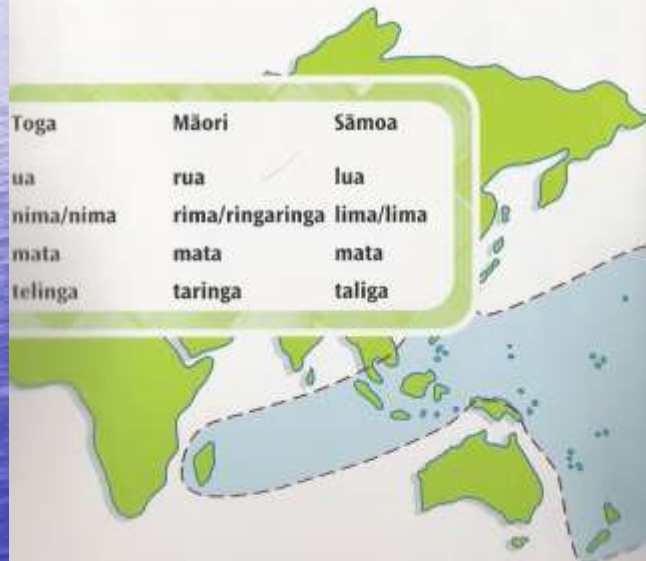 Toga Māori Sāmoa
ua rua lua
nima/nima rima/ringaringa lima/lima
mata mata mata
telinga taringa taliga